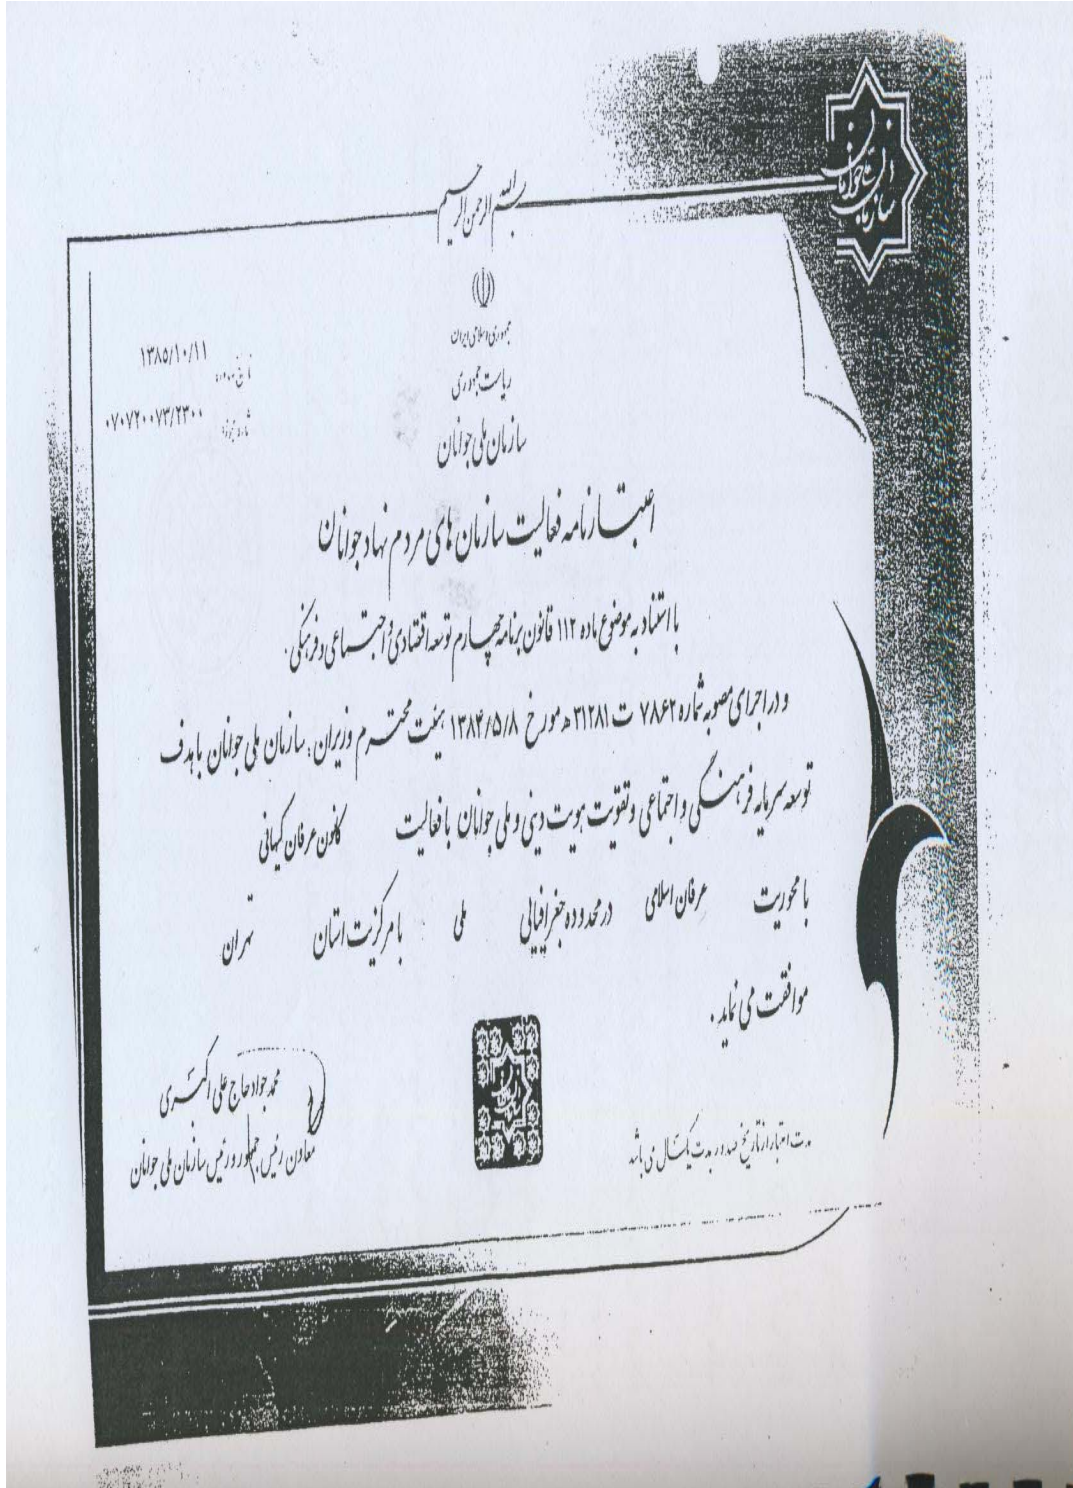 سازمان ملی جوانان
بسم الله الرحمن الرحیم
جمهوری اسلامی ایران
ریاست جمهوری
سازمان ملی جوانان
۱۳۸۵/۱۰/۱۱
۰۷۰۷۲۰۰۷۳/۲۳۰۰
اعتبارنامه فعالیت سازمان های مردم نهاد جوانان
با استناد به موضوع ماده ۱۱۲ قانون برنامه چهارم توسعه اقتصادی و اجتماعی و فرهنگی .
و در اجرای مصوبه شماره ۷۸۶۲ ت ۳۱۲۸۱ ه مورخ ۱۳۸۴/۵/۸ هیئت محترم وزیران ، سازمان ملی جوانان با هدف
توسعه سرمایه فرهنگی و اجتماعی و تقویت هویت دینی و ملی جوانان با فعالیت کانون عرفان کیهانی
با محوریت عرفان اسلامی در محدوده جغرافیایی ملی با مرکزیت استان تهران
موافقت می نماید .
محمد جواد حاج علی اکبری
معاون رئیس جمهور و رئیس سازمان ملی جوانان
مدت اعتبار از تاریخ صدور بمدت یکسال می باشد